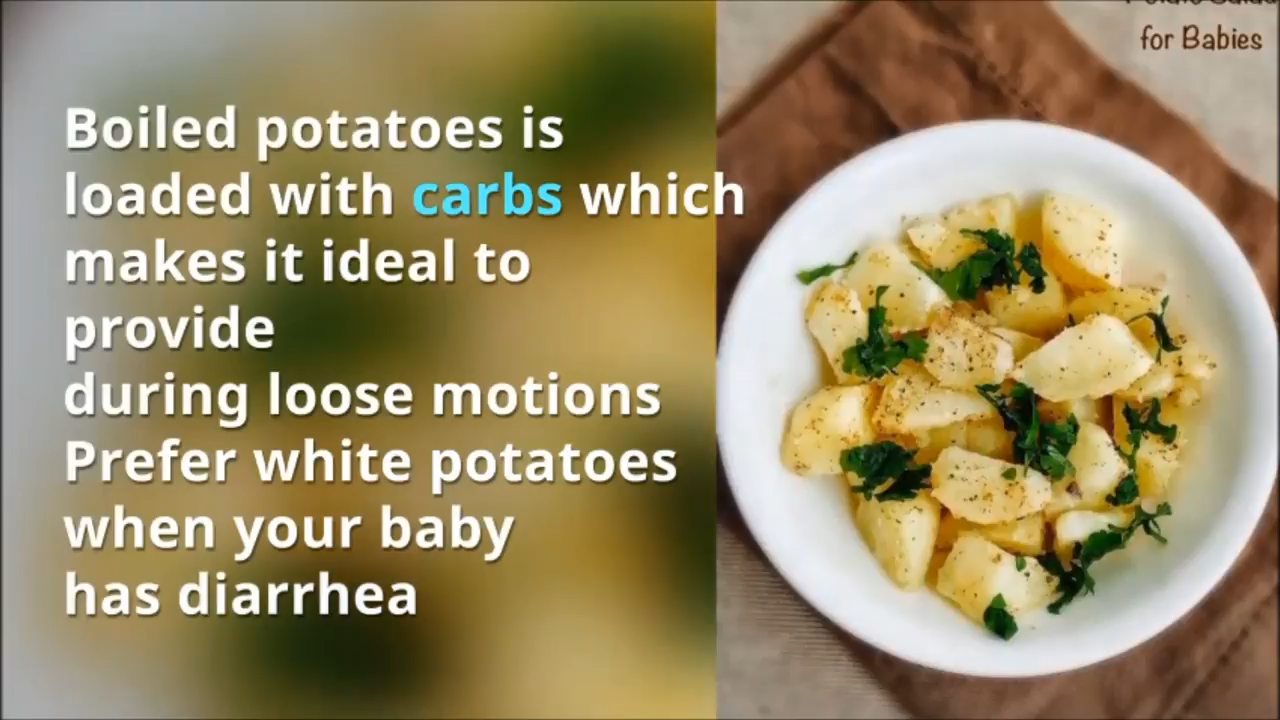 Boiled potatoes is
loaded with carbs which
makes it ideal to
provide
during loose motions
Prefer white potatoes
when your baby
has diarrhea
for Babies